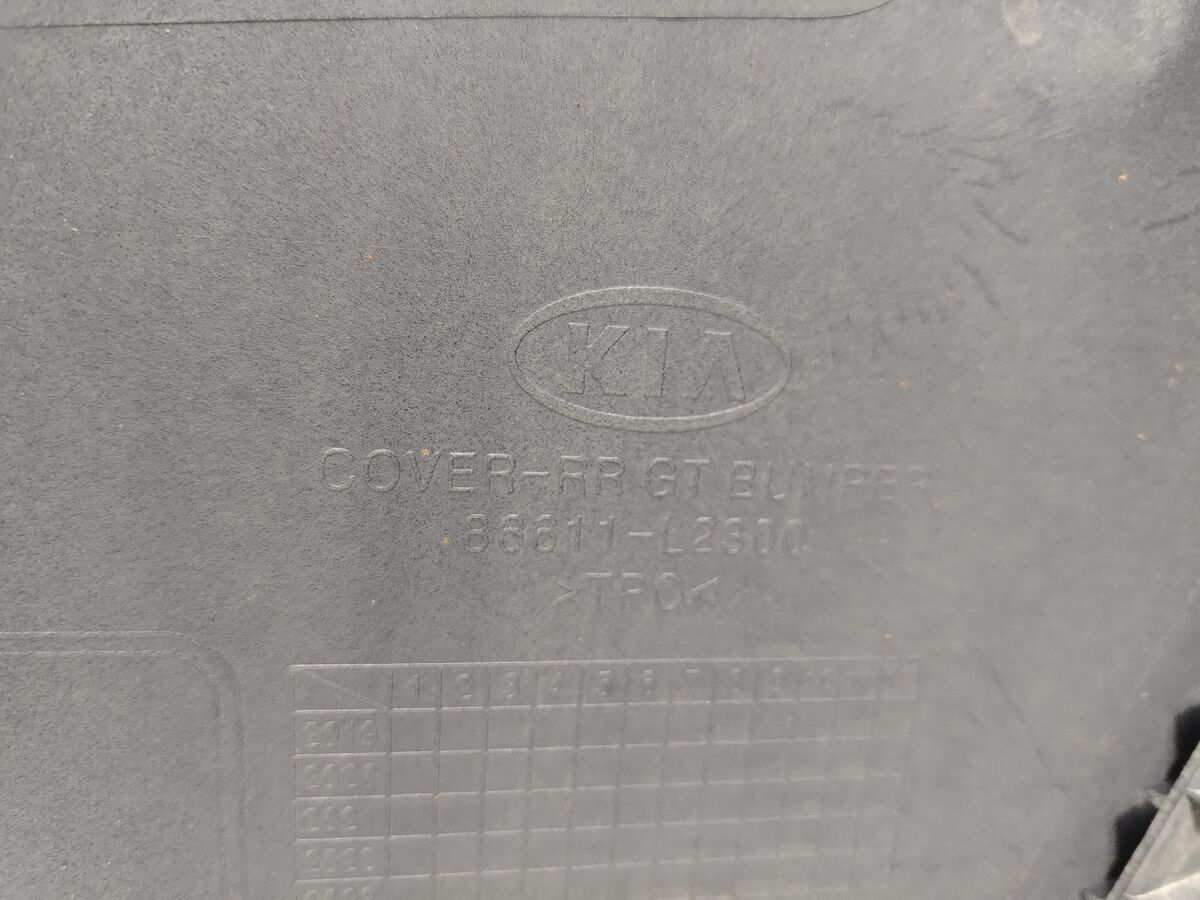 KIA
COVER-RR GT BUMPER
86611-L2300
>TPO<
1 2 3 4 5 6 7 8 9 10 11
2019
2020
2021
2022